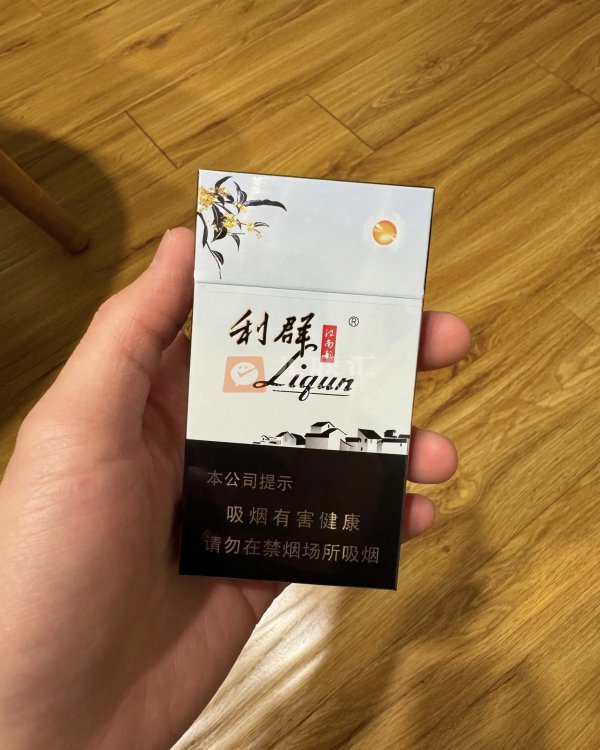 利群
江南韵
®
Liqun
汇
本公司提示
吸烟有害健康
请勿在禁烟场所吸烟